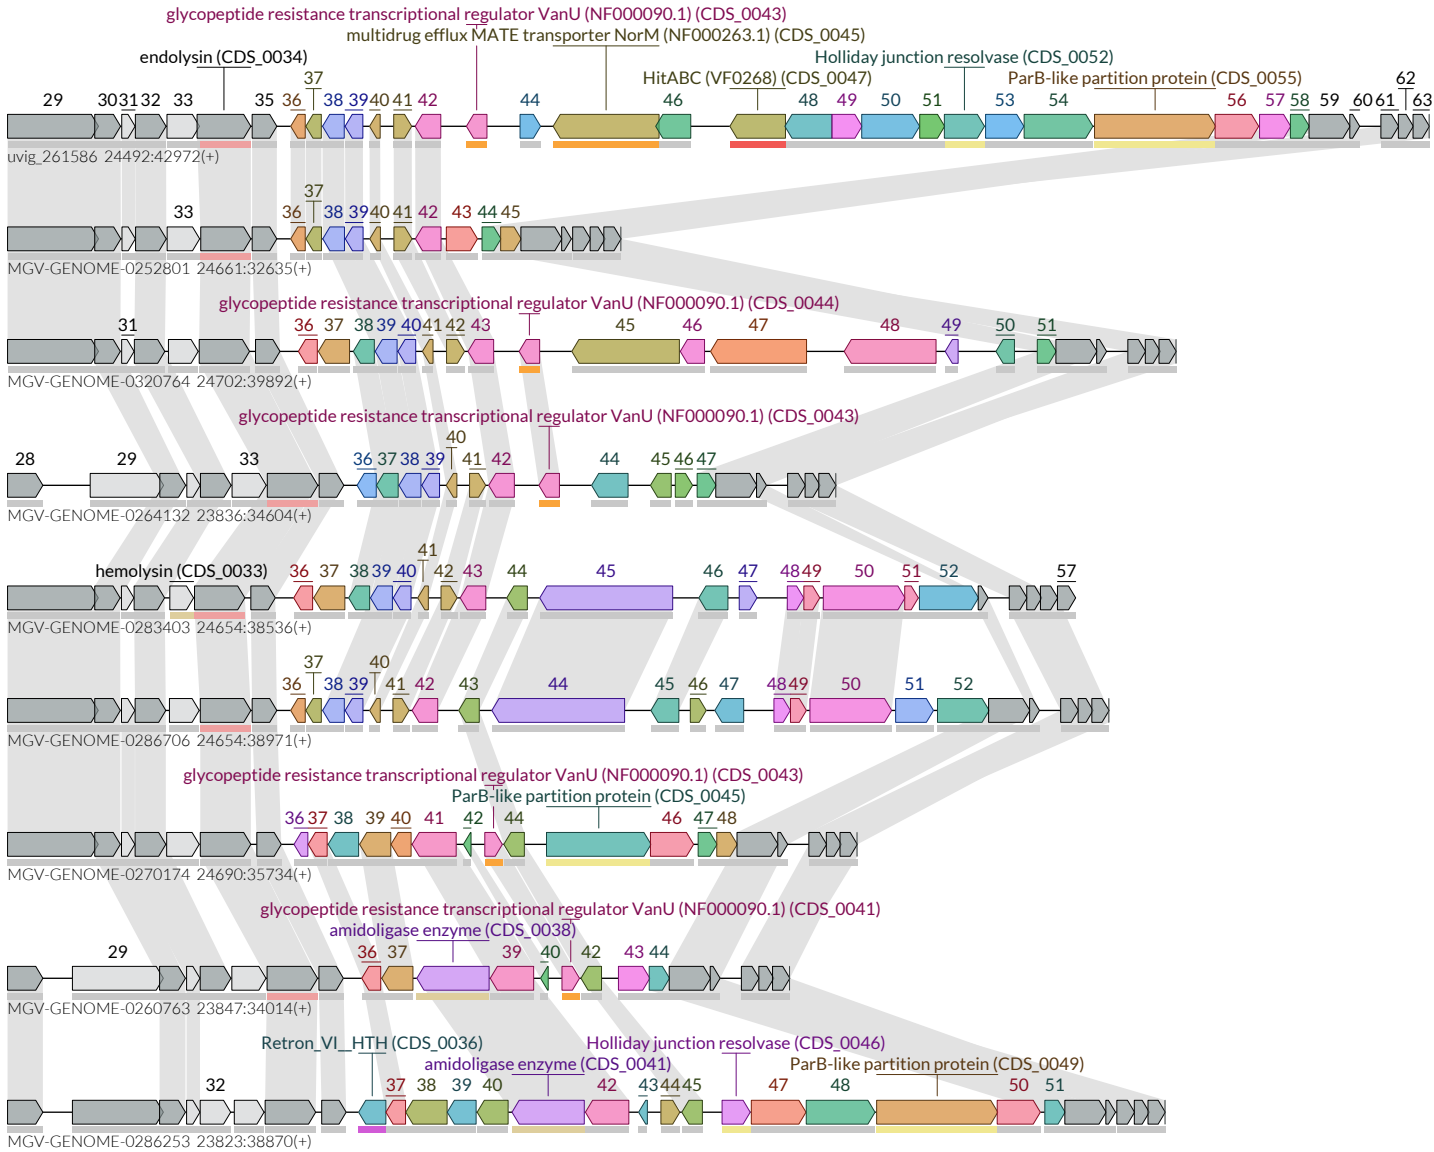 glycopeptide resistance transcriptional regulator VanU (NF000090.1) (CDS_0043)
multidrug efflux MATE transporter NorM (NF000263.1) (CDS_0045)
endolysin (CDS_0034) Holliday junction resolvase (CDS_0052)
37 HitABC (VF0268) (CDS_0047) ParB-like partition protein (CDS_0055) 62
29 30 31 32 33 35 36 38 39 40 41 42 44 46 48 49 50 51 53 54 56 57 58 59 60 61 63
uvig_261586 24492:42972(+)
37
33 36 38 39 40 41 42 43 44 45
MGV-GENOME-0252801 24661:32635(+)
glycopeptide resistance transcriptional regulator VanU (NF000090.1) (CDS_0044)
31 36 37 38 39 40 41 42 43 45 46 47 48 49 50 51
MGV-GENOME-0320764 24702:39892(+)
glycopeptide resistance transcriptional regulator VanU (NF000090.1) (CDS_0043)
40
28 29 33 36 37 38 39 41 42 44 45 46 47
MGV-GENOME-0264132 23836:34604(+)
41
hemolysin (CDS_0033) 36 37 38 39 40 42 43 44 45 46 47 48 49 50 51 52 57
MGV-GENOME-0283403 24654:38536(+)
37 40
36 38 39 41 42 43 44 45 46 47 48 49 50 51 52
MGV-GENOME-0286706 24654:38971(+)
glycopeptide resistance transcriptional regulator VanU (NF000090.1) (CDS_0043)
ParB-like partition protein (CDS_0045)
36 37 38 39 40 41 42 44 46 47 48
MGV-GENOME-0270174 24690:35734(+)
glycopeptide resistance transcriptional regulator VanU (NF000090.1) (CDS_0041)
amidoligase enzyme (CDS_0038)
29 36 37 39 40 42 43 44
MGV-GENOME-0260763 23847:34014(+)
Retron_VI__HTH (CDS_0036) Holliday junction resolvase (CDS_0046)
amidoligase enzyme (CDS_0041) ParB-like partition protein (CDS_0049)
32 37 38 39 40 42 43 44 45 47 48 50 51
MGV-GENOME-0286253 23823:38870(+)